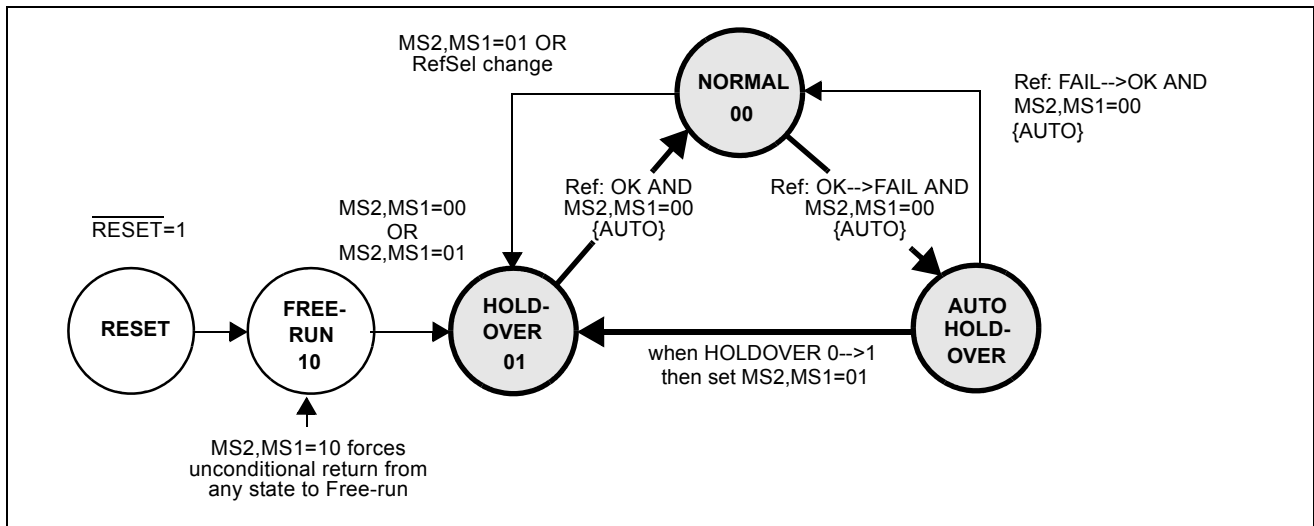 MS2,MS1=01 OR
RefSel change
NORMAL
00
Ref: FAIL-->OK AND
MS2,MS1=00
{AUTO}
Ref: OK AND
MS2,MS1=00
{AUTO}
Ref: OK-->FAIL AND
MS2,MS1=00
{AUTO}
RESET=1
MS2,MS1=00
OR
MS2,MS1=01
RESET
FREE-
RUN
10
HOLD-
OVER
01
AUTO
HOLD-
OVER
when HOLDOVER 0-->1
then set MS2,MS1=01
MS2,MS1=10 forces
unconditional return from
any state to Free-run